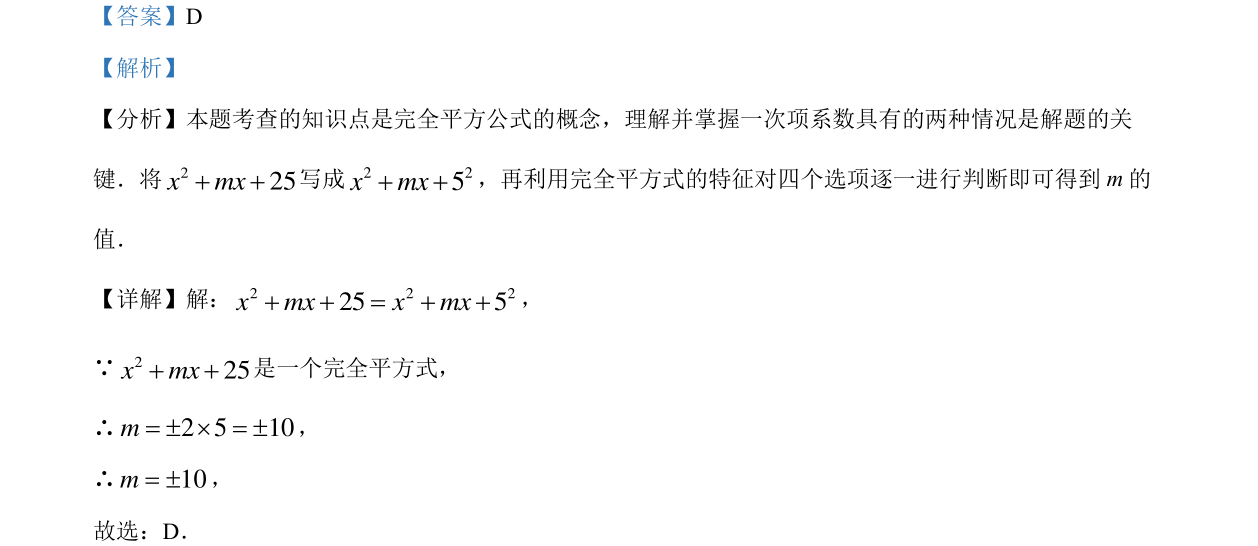 【答案】D
【解析】
【分析】本题考查的知识点是完全平方公式的概念，理解并掌握一次项系数具有的两种情况是解题的关
键．将 x² + mx + 25 写成 x² + mx + 5²，再利用完全平方式的特征对四个选项逐一进行判断即可得到 m 的
值．
【详解】解：x² + mx + 25 = x² + mx + 5²，
∵ x² + mx + 25 是一个完全平方式，
∴ m = ±2×5 = ±10，
∴ m = ±10，
故选：D．